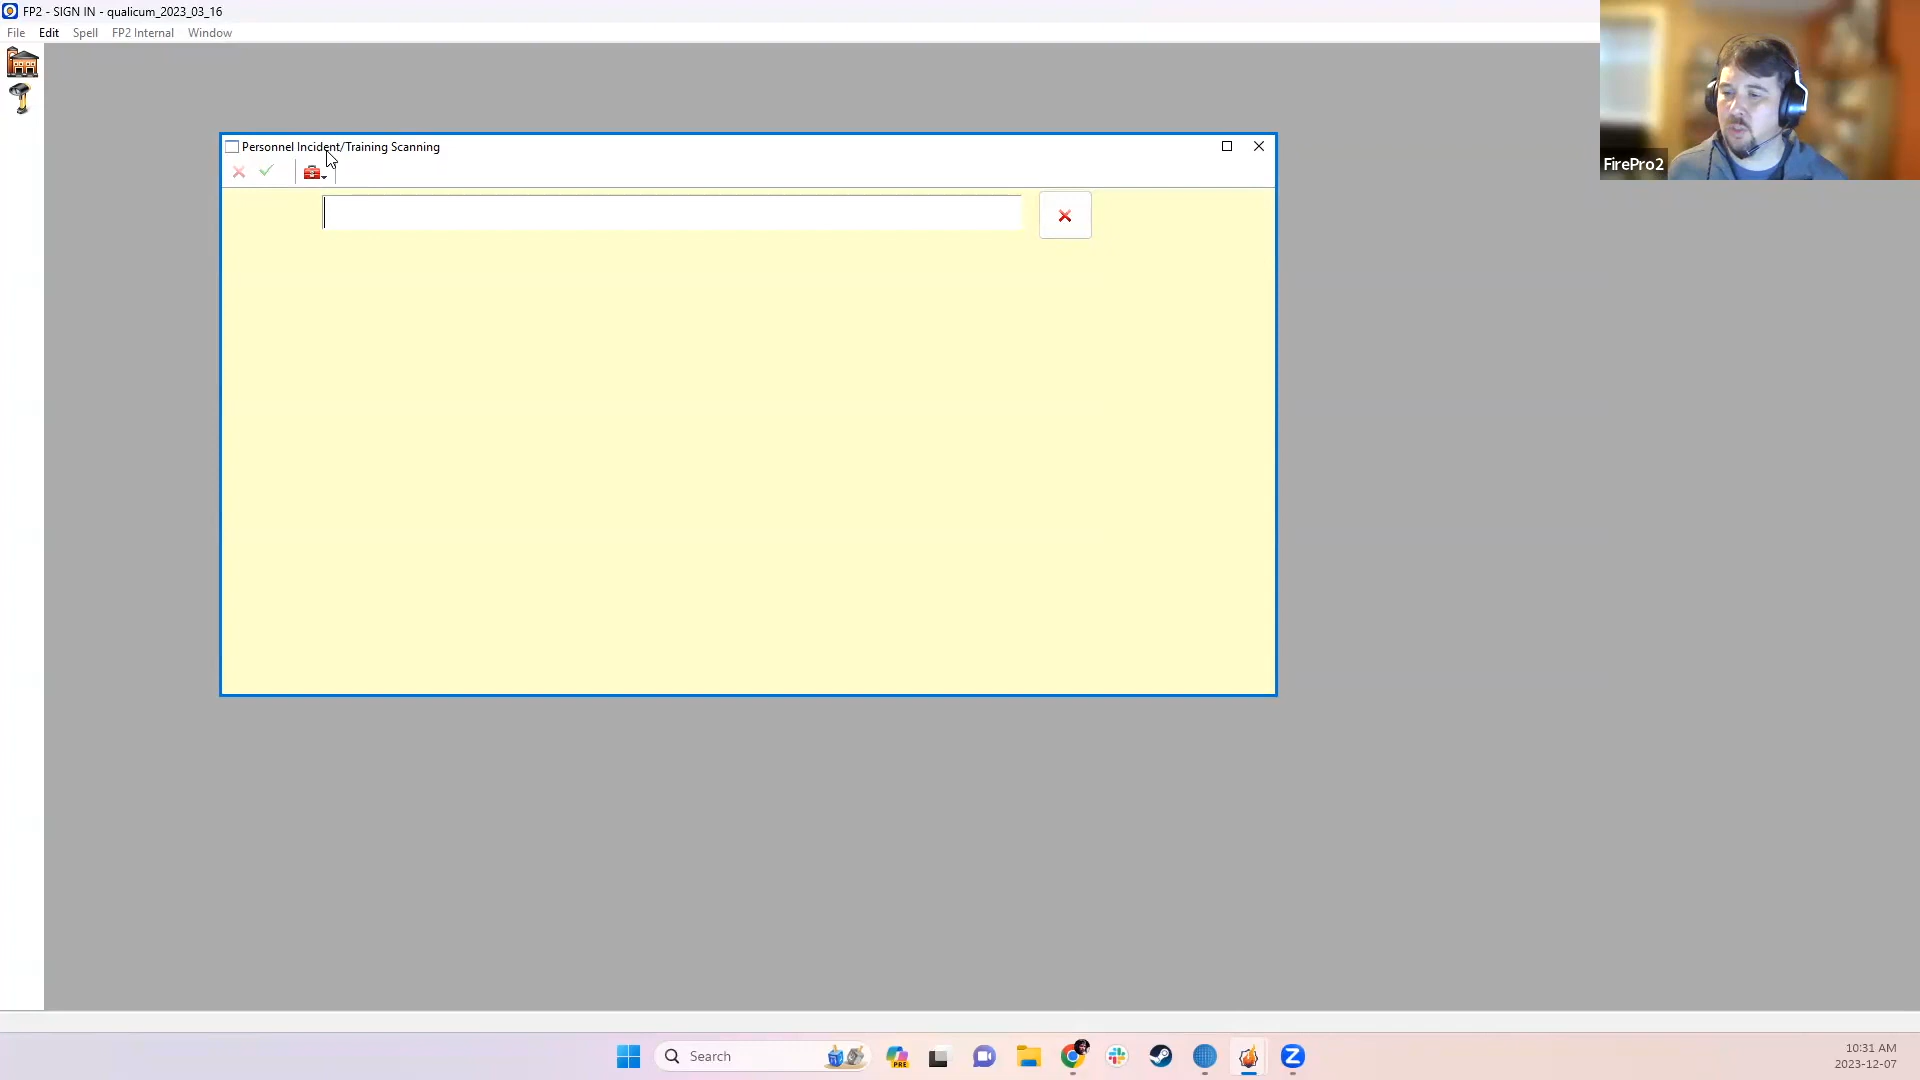 FP2 - SIGN IN - qualicum_2023_03_16
File Edit Spell FP2 Internal Window
Personnel Incident/Training Scanning
FirePro2
Search
PRE
Z
10:31 AM
2023-12-07